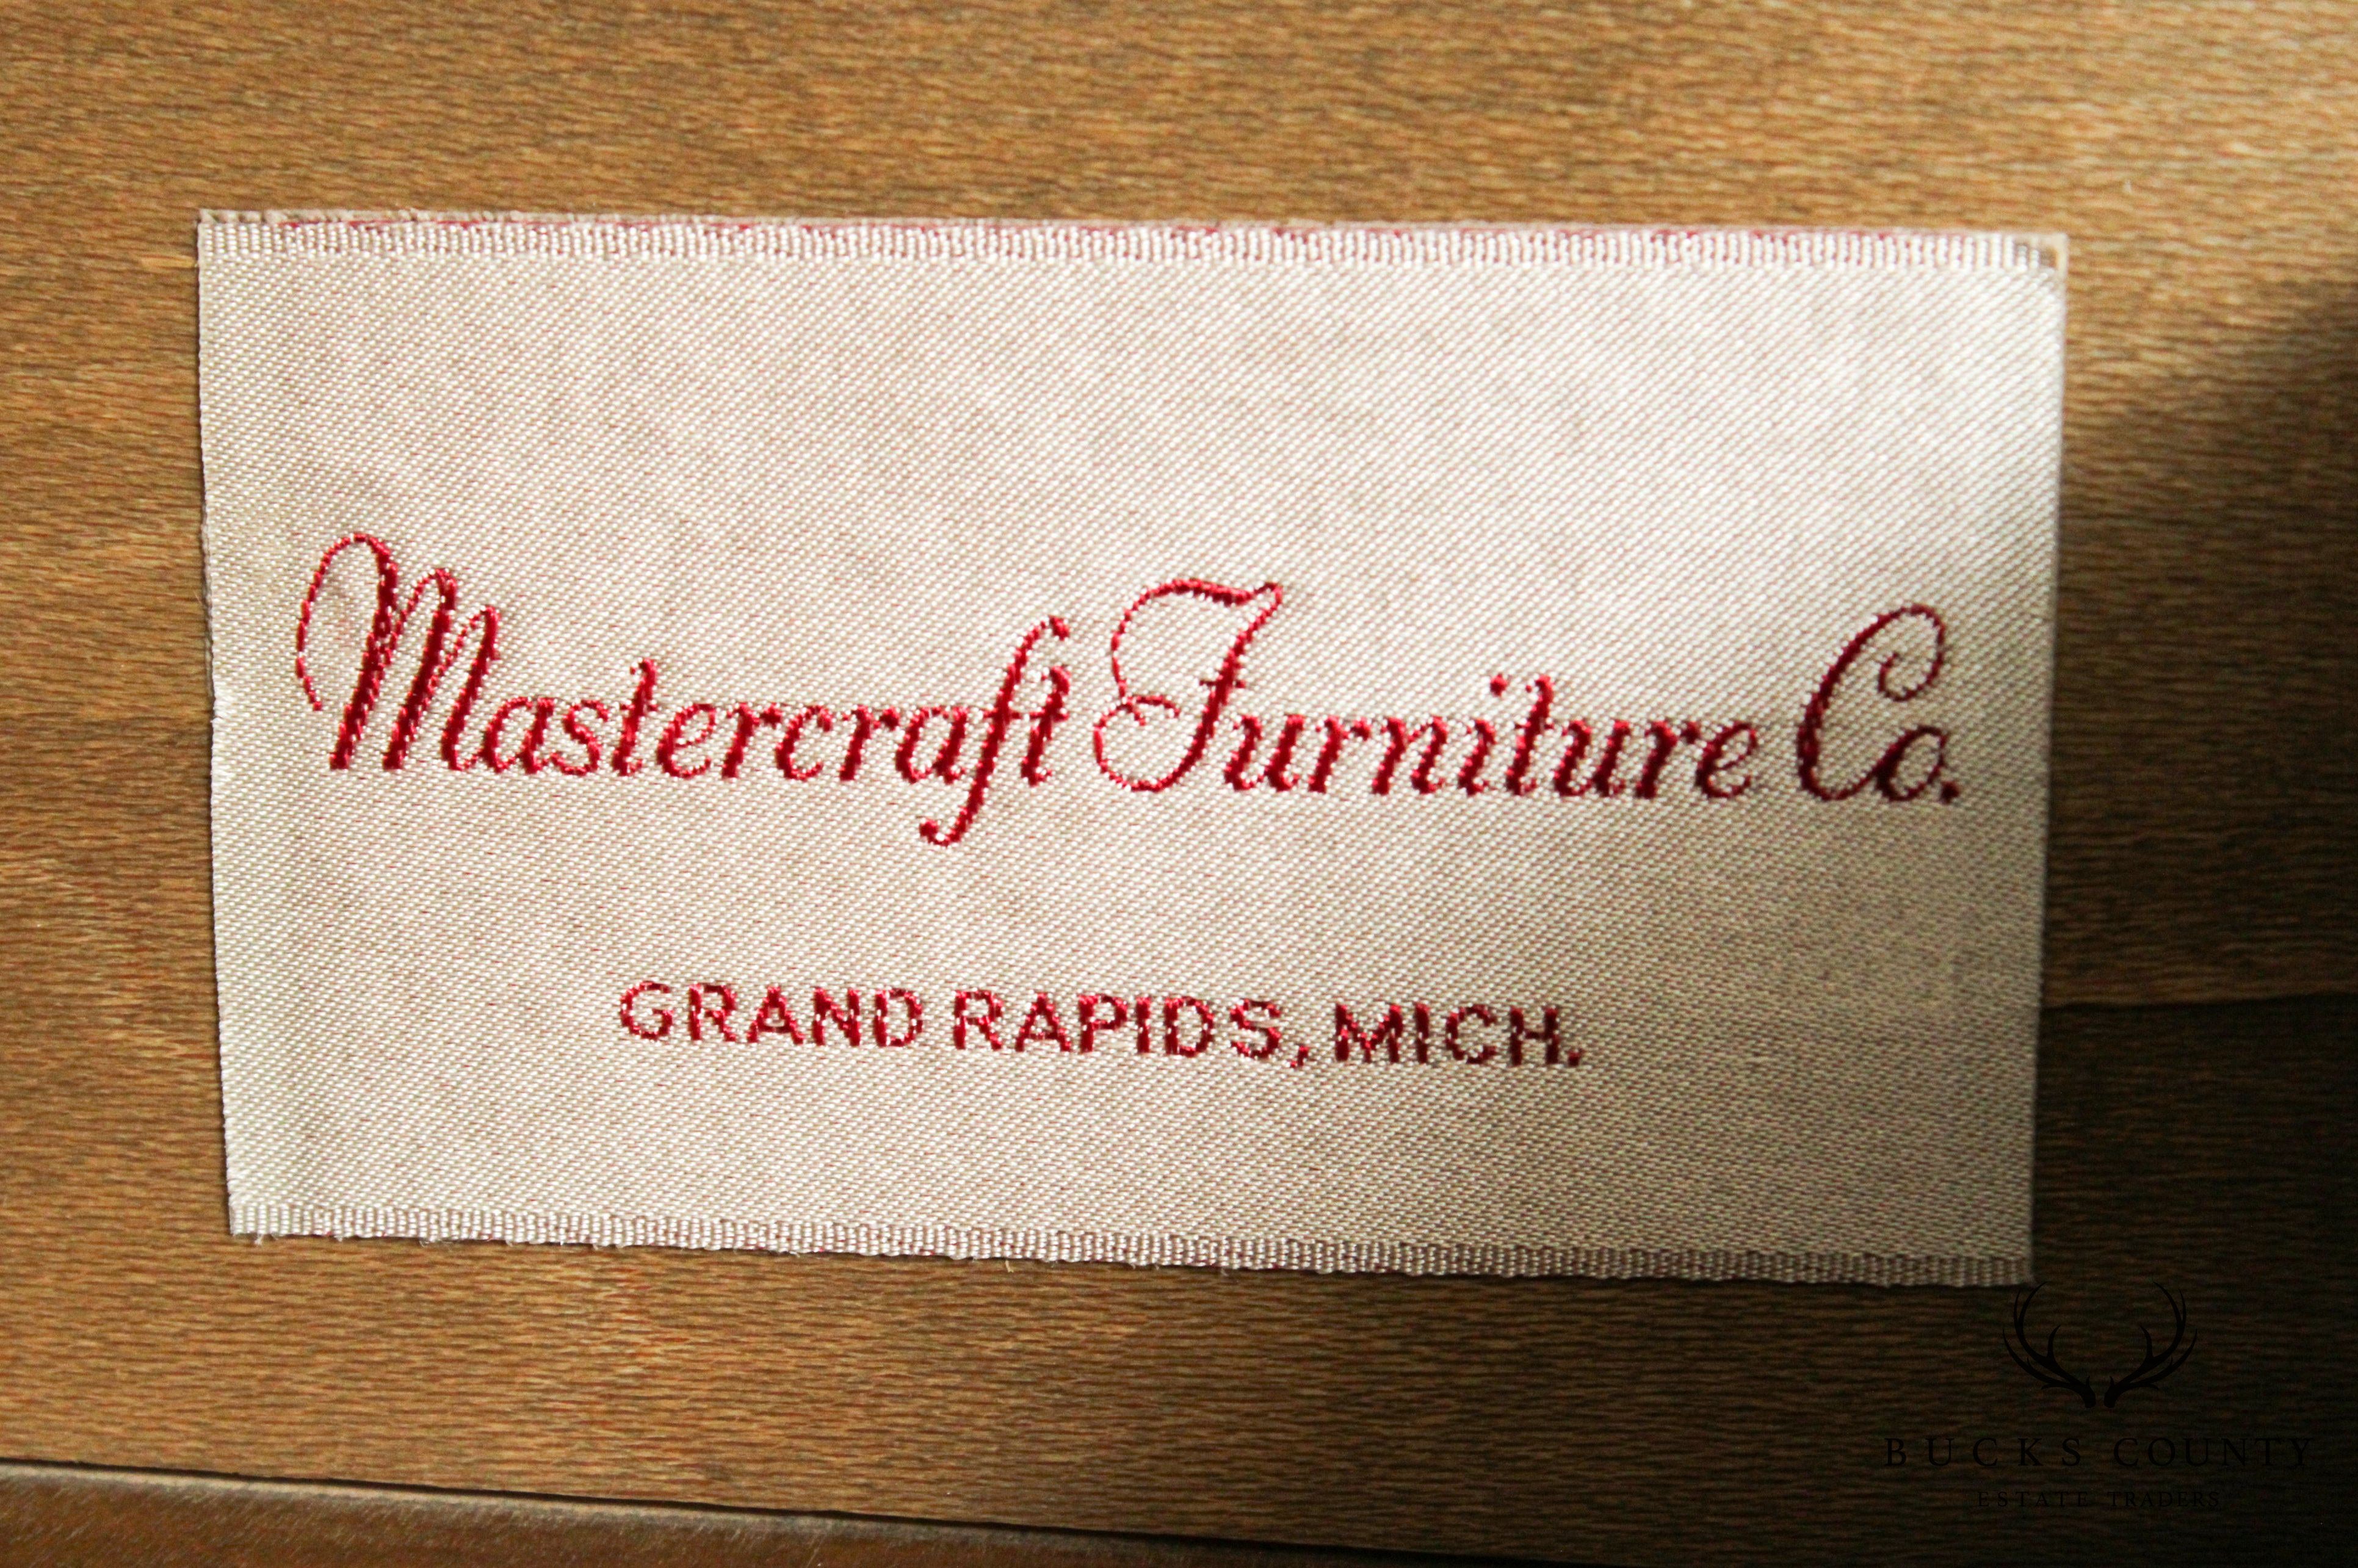 Mastercraft Furniture Co.
GRAND RAPIDS, MICH.
BUCKS COUNTY
ESTATE TRADERS